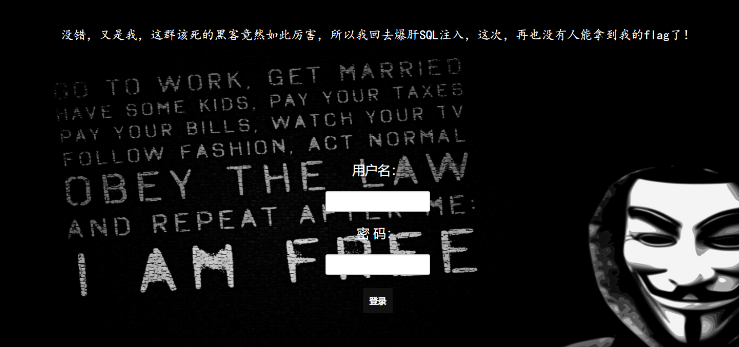 没错，又是我，这群该死的黑客竟然如此厉害，所以我回去爆肝SQL注入，这次，再也没有人能拿到我的flag了！
GO TO WORK, GET MARRIED
HAVE SOME KIDS, PAY YOUR TAXES
PAY YOUR BILLS, WATCH YOUR TV
FOLLOW FASHION, ACT NORMAL
OBEY THE LAW
AND REPEAT AFTER ME:
I AM FREE
用户名：
密 码：
登录